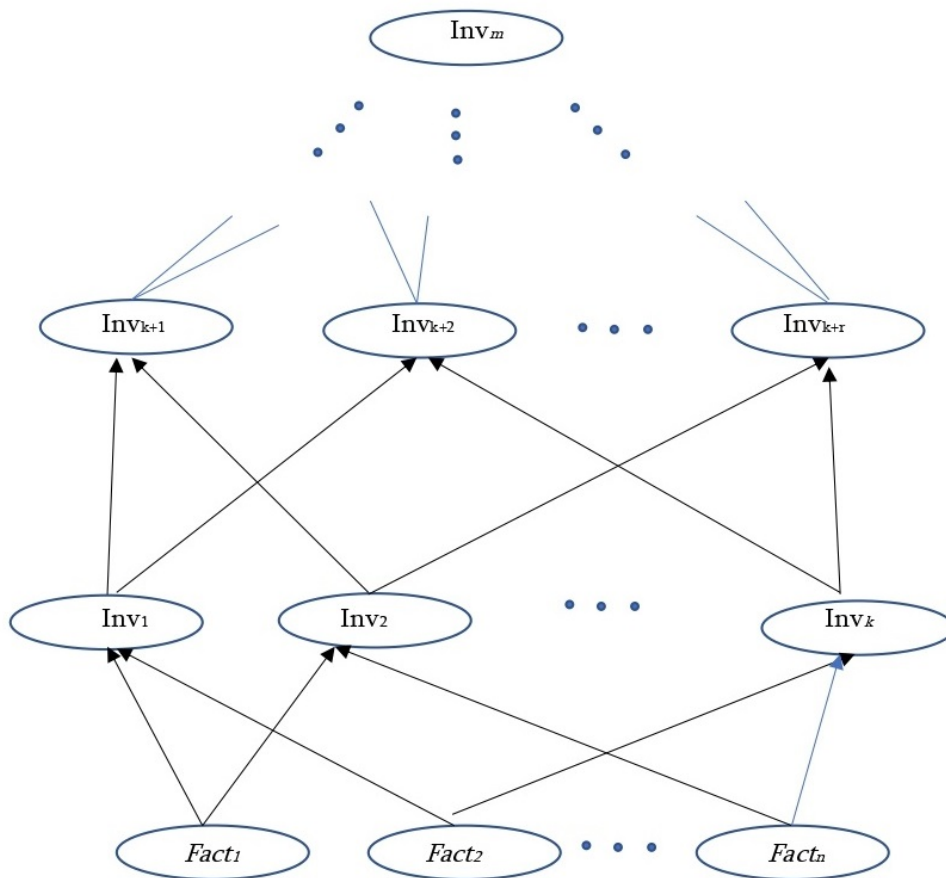 Invₘ
Invₖ₊₁ Invₖ₊₂ Invₖ₊ᵣ
Inv₁ Inv₂ Invₖ
Fact₁ Fact₂ Factₙ